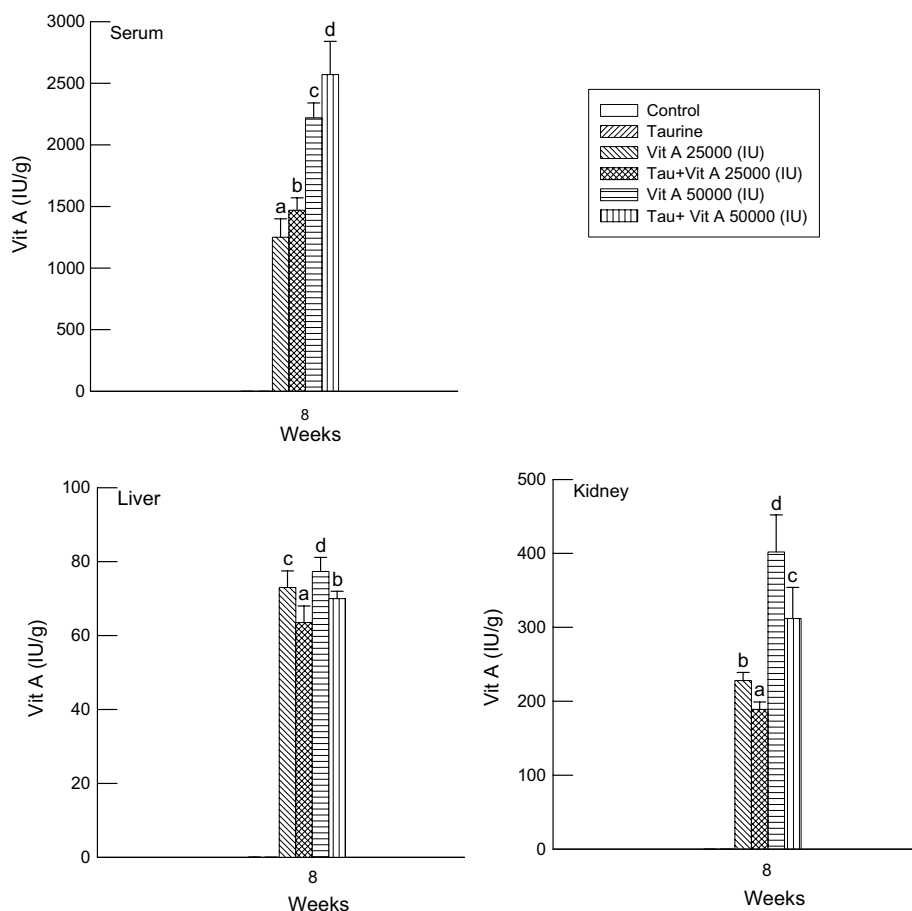 Serum
3000
2500
2000
1500
1000
500
0
Vit A (IU/g)
a
b
c
d
8
Weeks
Control
Taurine
Vit A 25000 (IU)
Tau+Vit A 25000 (IU)
Vit A 50000 (IU)
Tau+ Vit A 50000 (IU)
Liver
100
80
60
40
20
0
Vit A (IU/g)
c
a
d
b
8
Weeks
Kidney
500
400
300
200
100
0
Vit A (IU/g)
b
a
d
c
8
Weeks